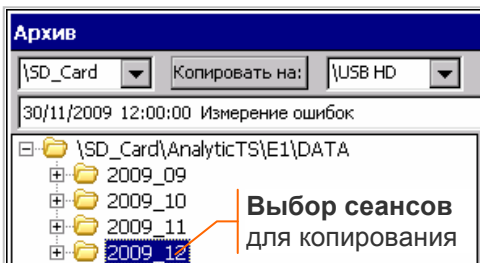 Архив
\SD_Card Копировать на: \USB HD
30/11/2009 12:00:00 Измерение ошибок
\SD_Card\AnalyticTS\E1\DATA
2009_09
2009_10
2009_11
2009_12
Выбор сеансов
для копирования